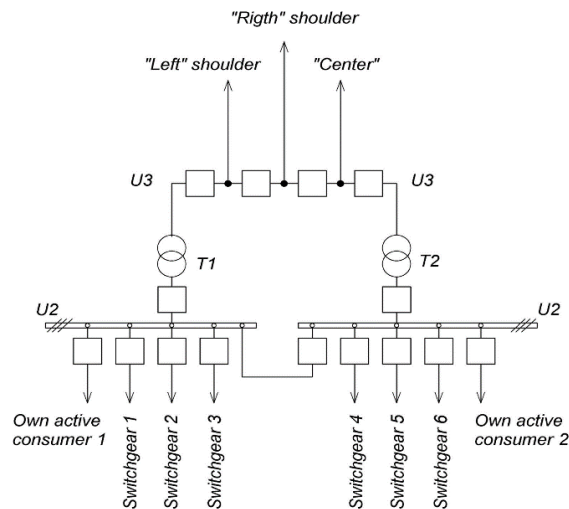 "Rigth" shoulder
"Left" shoulder
"Center"
U3
U3
T1
T2
U2
U2
Own active
consumer 1
Switchgear 1
Switchgear 2
Switchgear 3
Switchgear 4
Switchgear 5
Switchgear 6
Own active
consumer 2